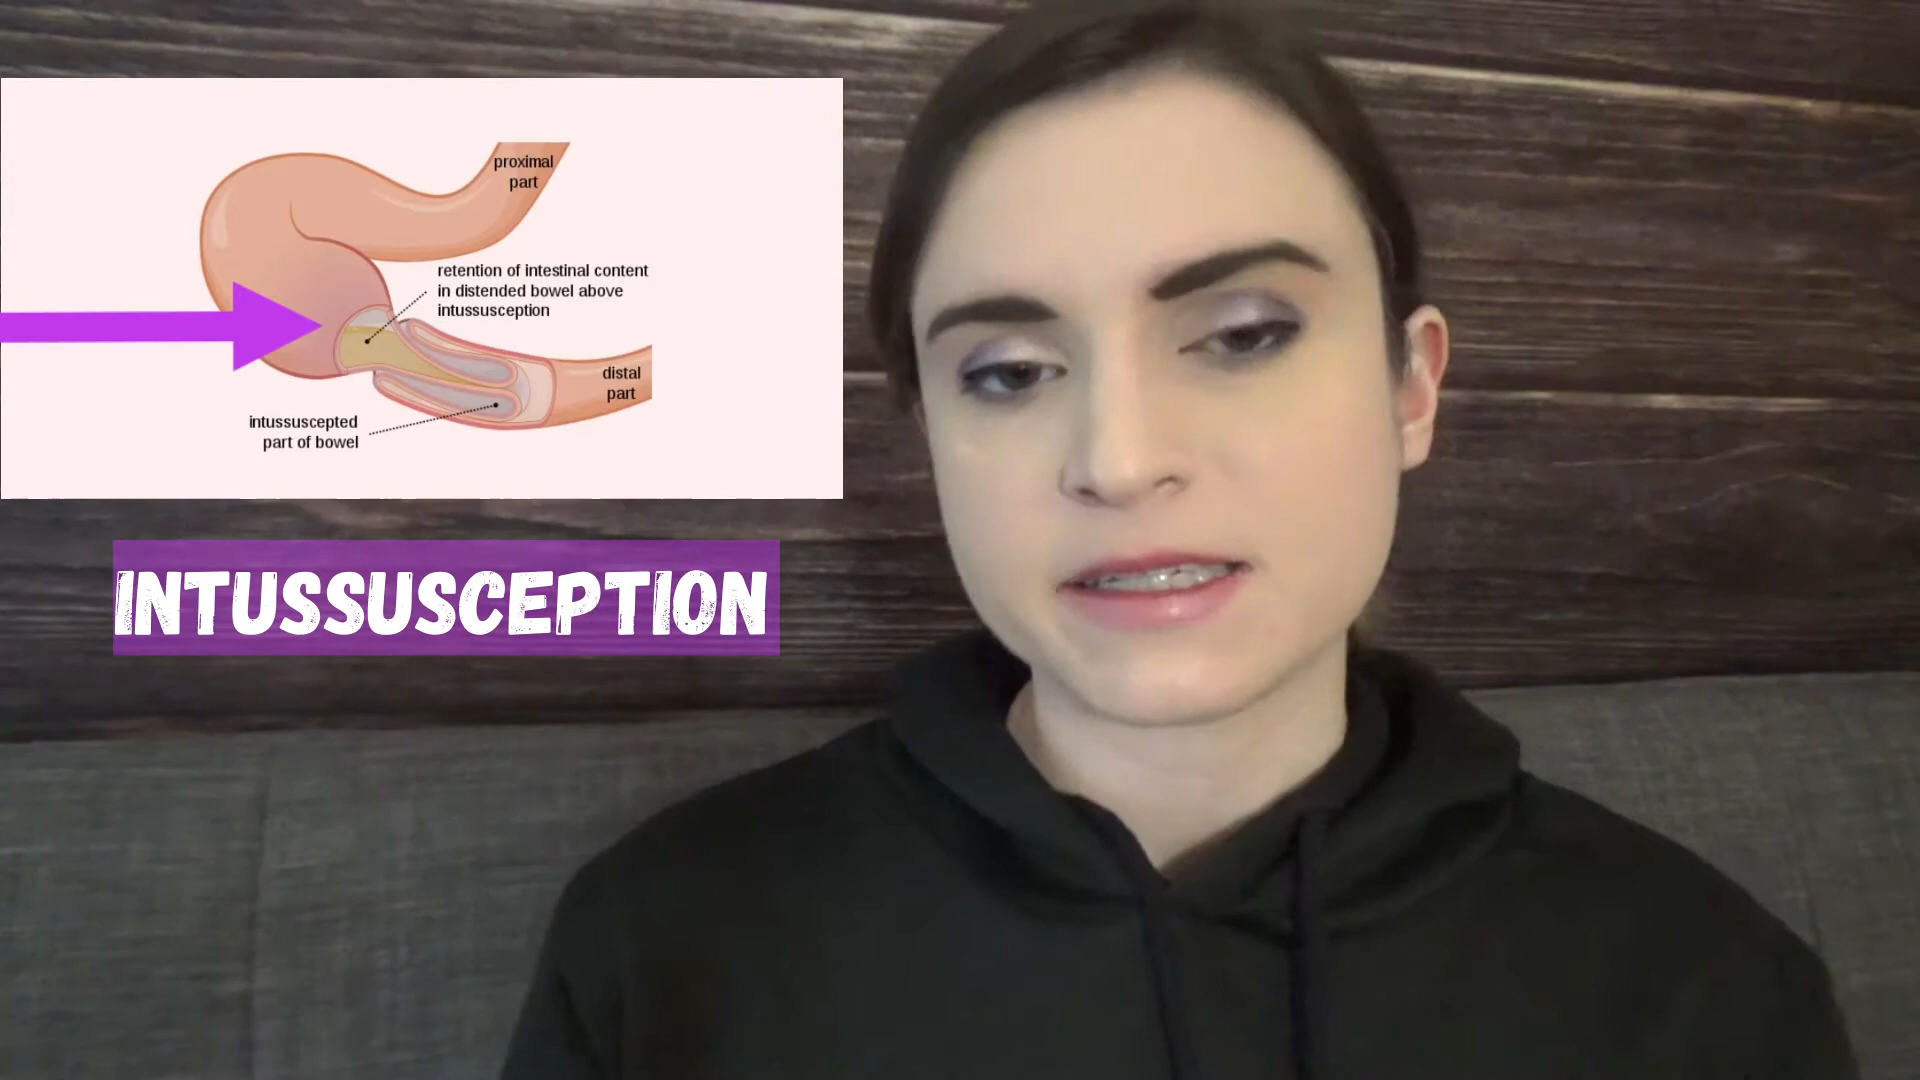 proximal
part
retention of intestinal content
in distended bowel above
intussusception
distal
part
intussuscepted
part of bowel
INTUSSUSCEPTION